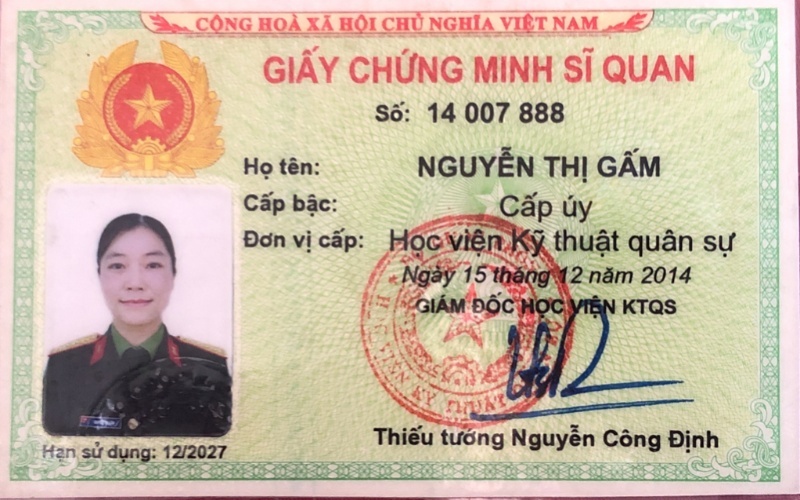 CỘNG HOÀ XÃ HỘI CHỦ NGHĨA VIỆT NAM
GIẤY CHỨNG MINH SĨ QUAN
Số: 14 007 888
Họ tên: NGUYỄN THỊ GẤM
Cấp bậc: Cấp úy
Đơn vị cấp: Học viện Kỹ thuật quân sự
Ngày 15 tháng 12 năm 2014
GIÁM ĐỐC HỌC VIỆN KTQS
Thiếu tướng Nguyễn Công Định
Hạn sử dụng: 12/2027